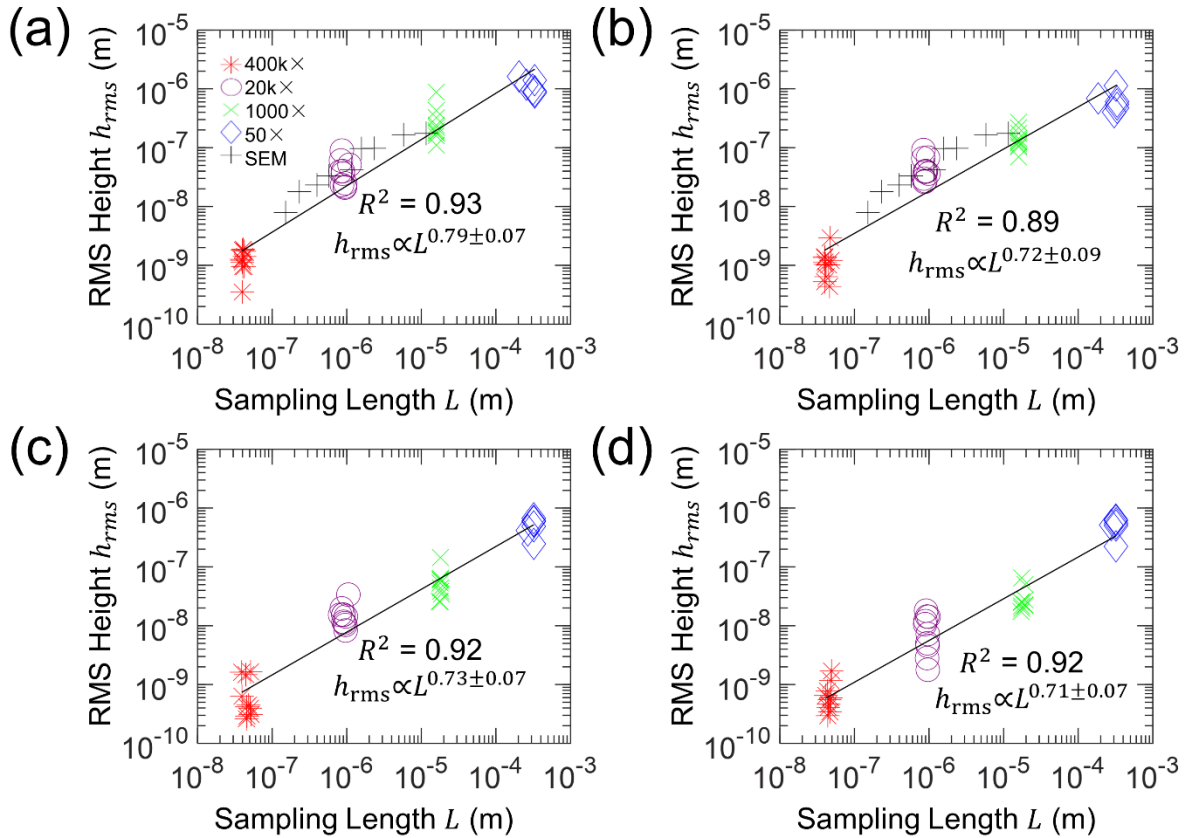 (a)
RMS Height h_rms (m)
10^-5
10^-6
10^-7
10^-8
10^-9
10^-10
400k×
20k×
1000×
50×
SEM
R² = 0.93
h_rms∝L^0.79±0.07
10^-8 10^-7 10^-6 10^-5 10^-4 10^-3
Sampling Length L (m)
(b)
RMS Height h_rms (m)
10^-5
10^-6
10^-7
10^-8
10^-9
10^-10
R² = 0.89
h_rms∝L^0.72±0.09
10^-8 10^-7 10^-6 10^-5 10^-4 10^-3
Sampling Length L (m)
(c)
RMS Height h_rms (m)
10^-5
10^-6
10^-7
10^-8
10^-9
10^-10
R² = 0.92
h_rms∝L^0.73±0.07
10^-8 10^-7 10^-6 10^-5 10^-4 10^-3
Sampling Length L (m)
(d)
RMS Height h_rms (m)
10^-5
10^-6
10^-7
10^-8
10^-9
10^-10
R² = 0.92
h_rms∝L^0.71±0.07
10^-8 10^-7 10^-6 10^-5 10^-4 10^-3
Sampling Length L (m)